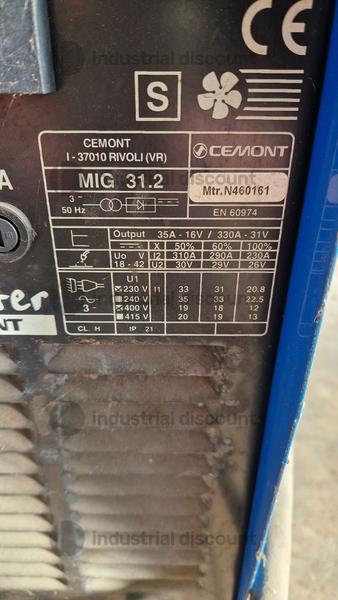 CE
industrial discount
S
A
CEMONT
I - 37010 RIVOLI (VR)
CEMONT
MIG 31.2
Mtr.N460161
3 ~
50 Hz
EN 60974
Output 35A - 16V / 330A - 31V
X 50% 60% 100%
Uo V I2 310A 290A 230A
18 - 42 U2 30V 29V 26V
U1
230 V I1 33 31 20.8
240 V 35 33 22.5
3 ~ 400 V 19 18 12
415 V 20 19 13
CL. H IP 21
rer
NT
industrial discount
industrial discount
industrial discount